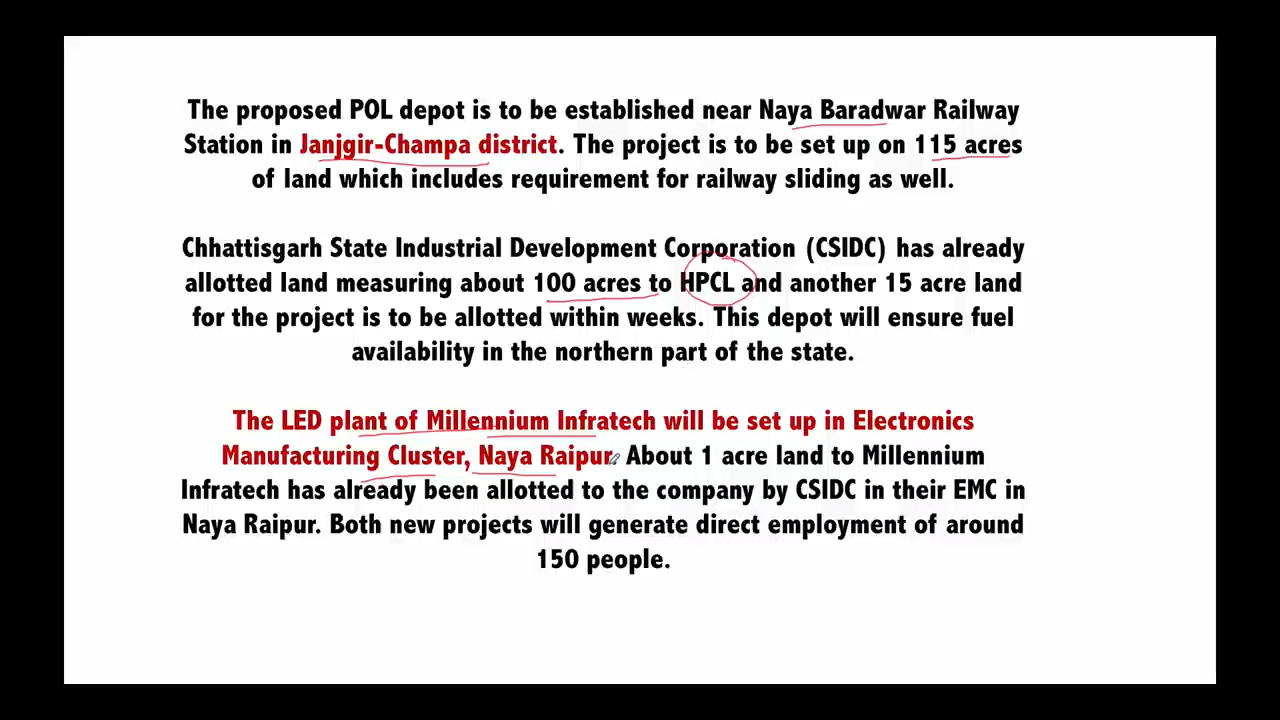 The proposed POL depot is to be established near Naya Baradwar Railway
Station in Janjgir-Champa district. The project is to be set up on 115 acres
of land which includes requirement for railway sliding as well.
Chhattisgarh State Industrial Development Corporation (CSIDC) has already
allotted land measuring about 100 acres to HPCL and another 15 acre land
for the project is to be allotted within weeks. This depot will ensure fuel
availability in the northern part of the state.
The LED plant of Millennium Infratech will be set up in Electronics
Manufacturing Cluster, Naya Raipur. About 1 acre land to Millennium
Infratech has already been allotted to the company by CSIDC in their EMC in
Naya Raipur. Both new projects will generate direct employment of around
150 people.